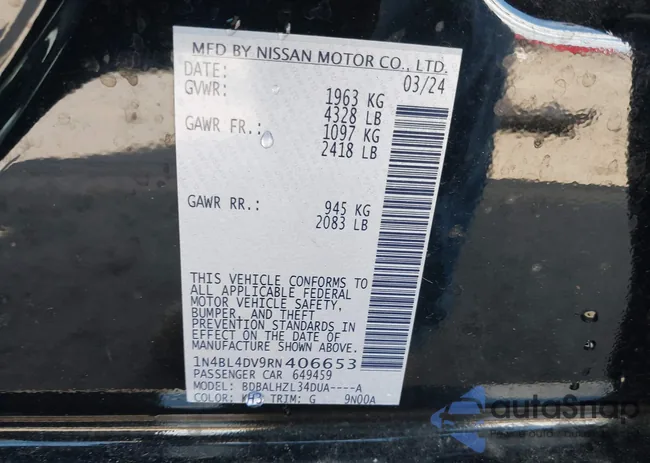 MFD BY NISSAN MOTOR CO., LTD.
DATE: 03/24
GVWR: 1963 KG
4328 LB
GAWR FR.: 1097 KG
2418 LB
GAWR RR.: 945 KG
2083 LB
THIS VEHICLE CONFORMS TO
ALL APPLICABLE FEDERAL
MOTOR VEHICLE SAFETY,
BUMPER, AND THEFT
PREVENTION STANDARDS IN
EFFECT ON THE DATE OF
MANUFACTURE SHOWN ABOVE.
1N4BL4DV9RN406653
PASSENGER CAR 649459
MODEL: BDBALHZL34DUA----A
COLOR: KH3 TRIM: G 9N00A
autoSnap